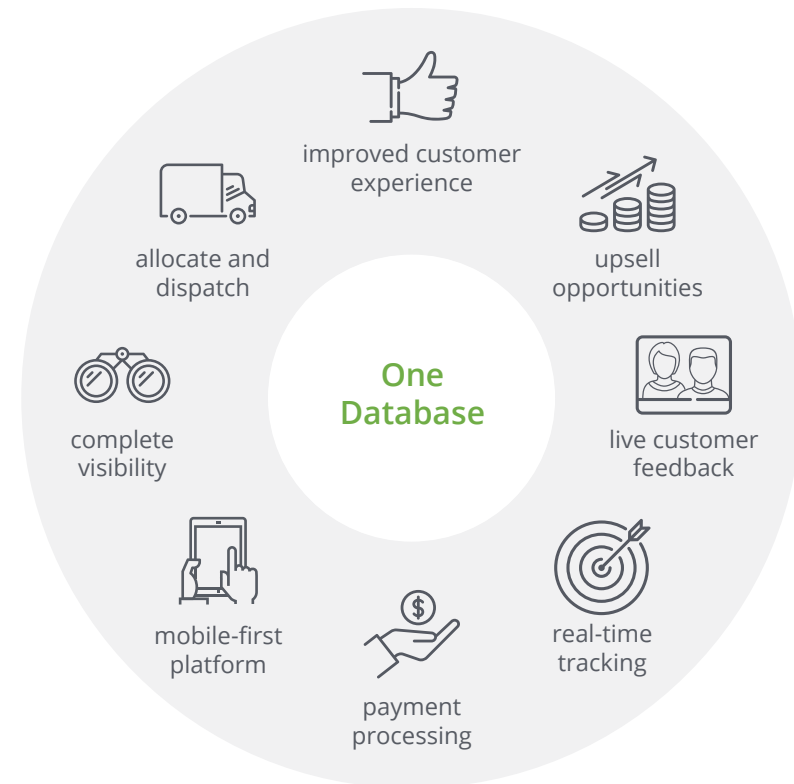 improved customer
experience
upsell
opportunities
live customer
feedback
real-time
tracking
payment
processing
mobile-first
platform
complete
visibility
allocate and
dispatch
One
Database
$